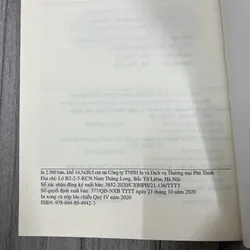 In 2.500 bản, khổ 14,5x20,5 cm tại Công ty TNHH In và Dịch vụ Thương mại Phú Thịnh
Địa chỉ: Lô B2-2-5 KCN Nam Thăng Long, Bắc Từ Liêm, Hà Nội
Số xác nhận đăng ký xuất bản: 3852-2020/CXBIPH/21-136/TTTT
Số quyết định xuất bản: 377/QĐ-NXB TTTT ngày 21 tháng 10 năm 2020
In xong và nộp lưu chiểu Quý IV năm 2020
ISBN: 978-604-80-4942-3